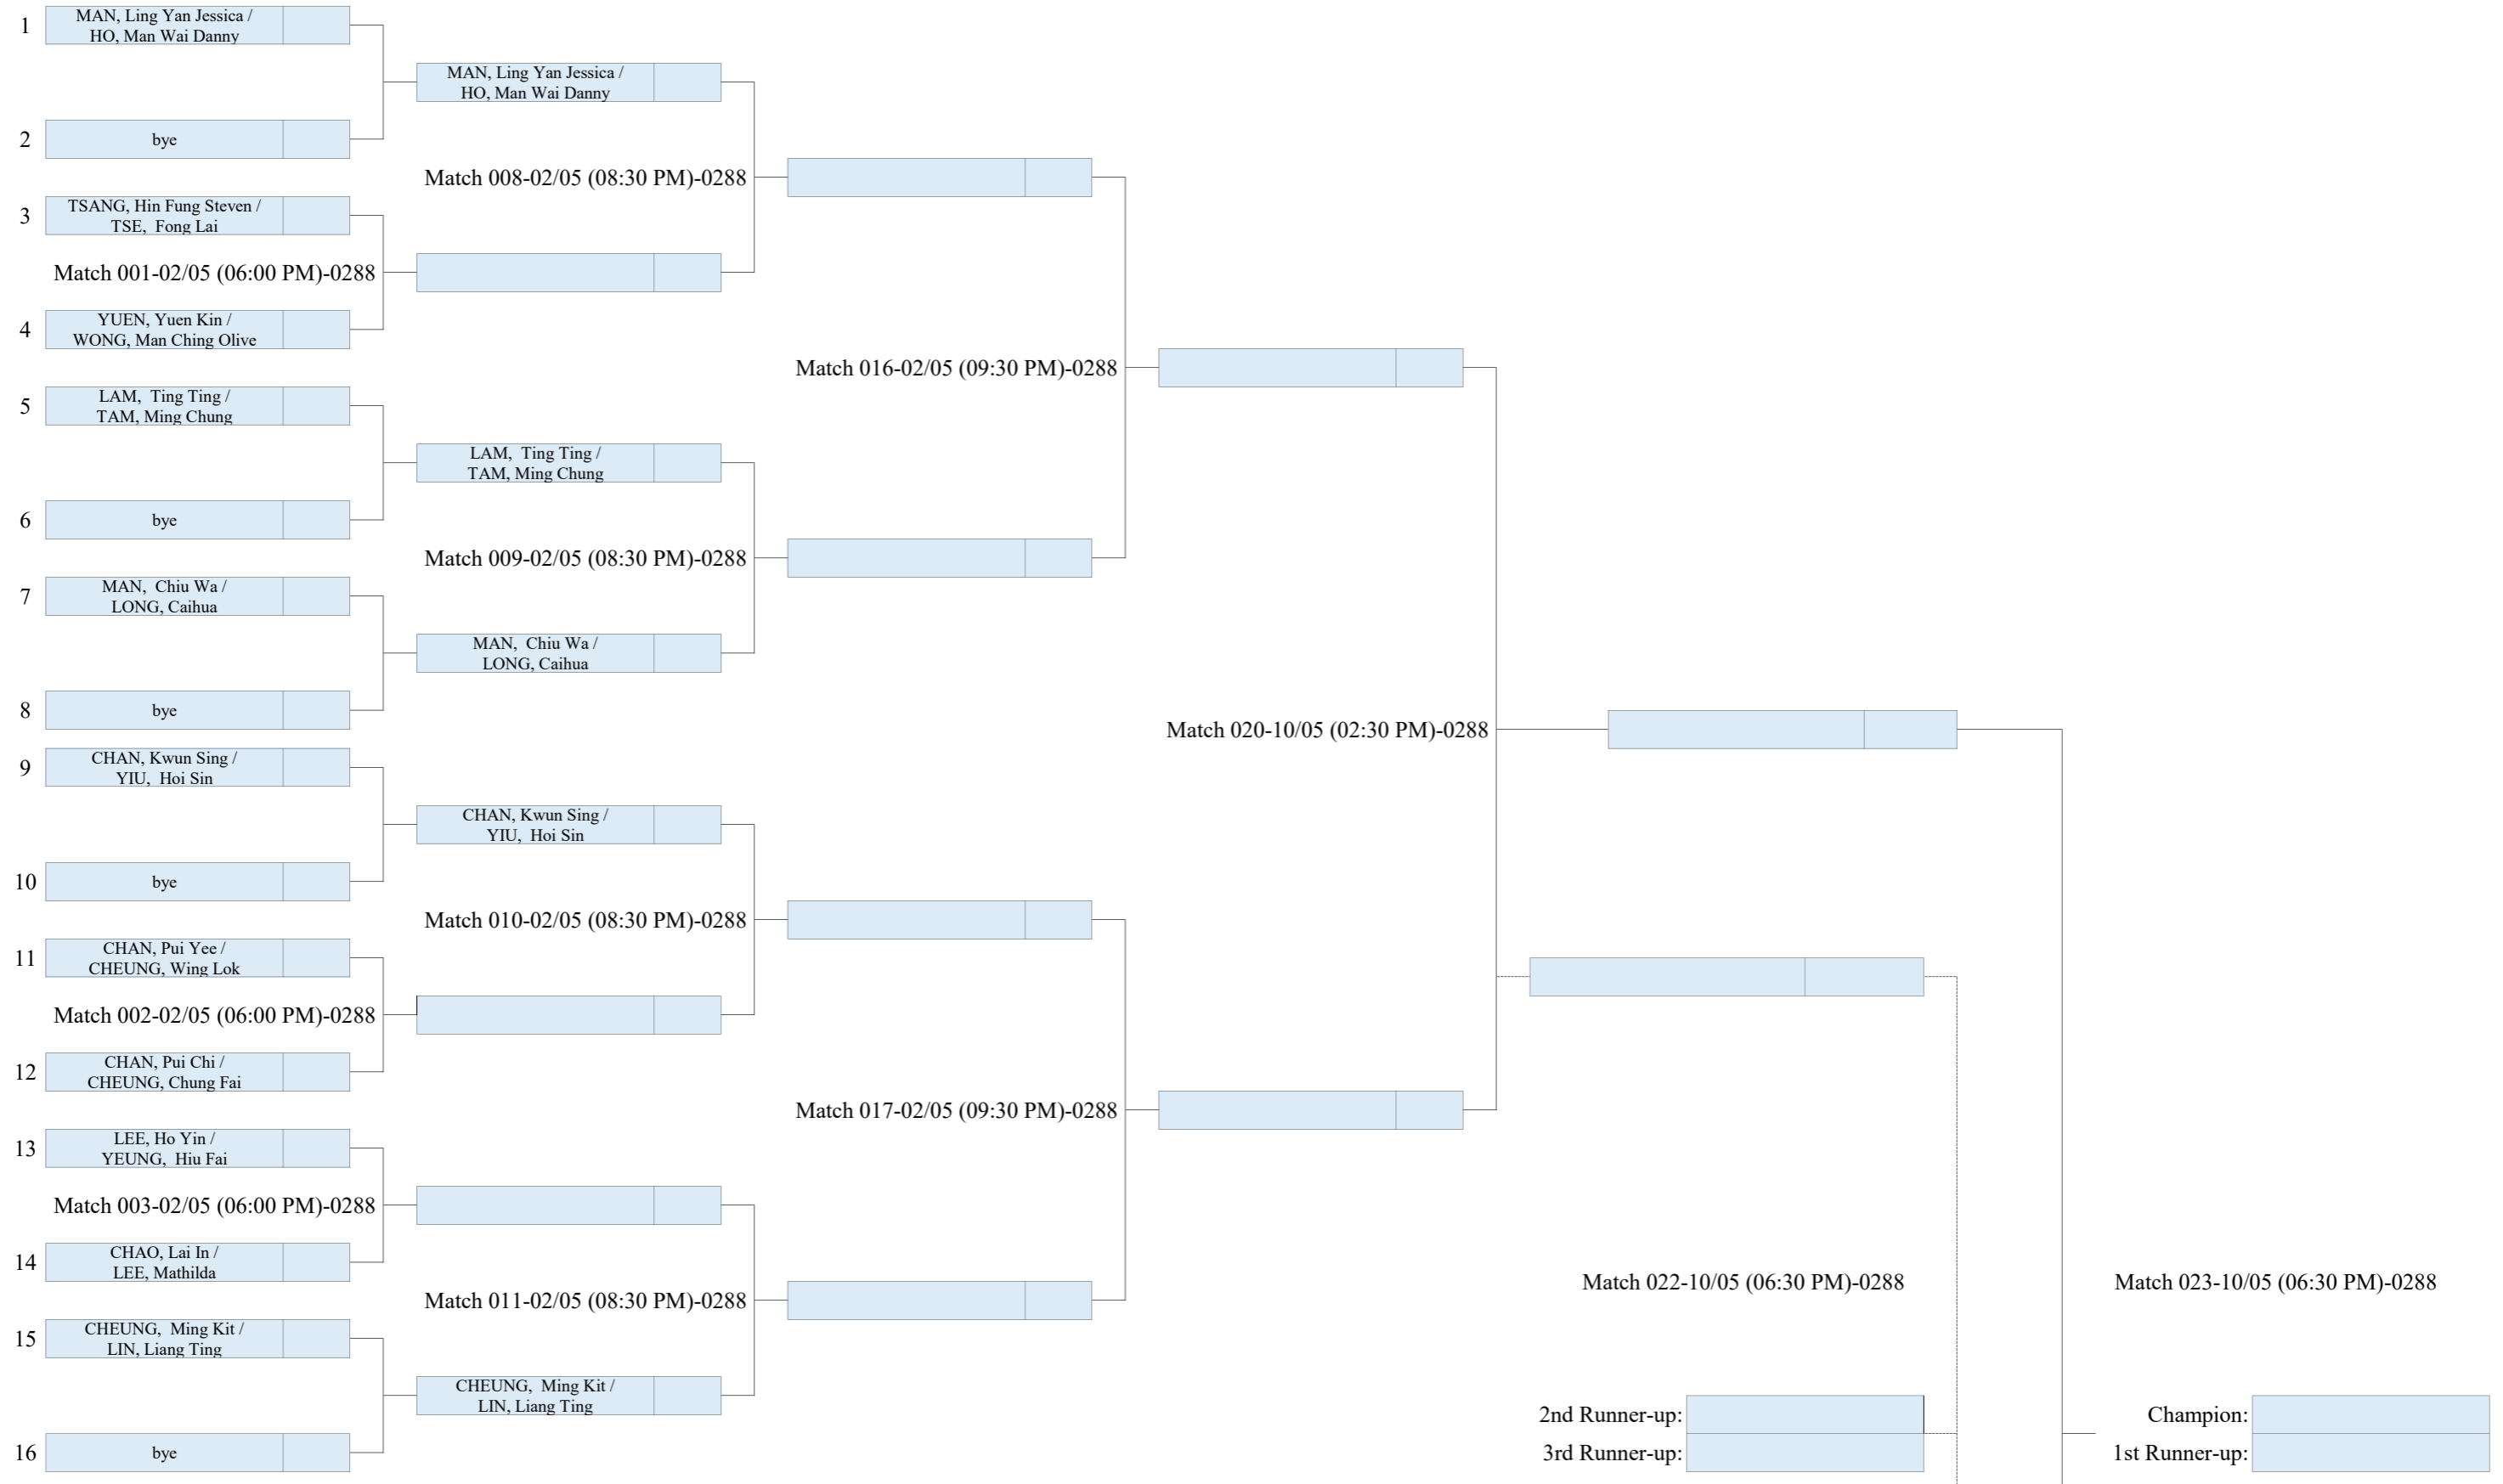 1
MAN, Ling Yan Jessica /
HO, Man Wai Danny
MAN, Ling Yan Jessica /
HO, Man Wai Danny
2
bye
Match 008-02/05 (08:30 PM)-0288
3
TSANG, Hin Fung Steven /
TSE, Fong Lai
Match 001-02/05 (06:00 PM)-0288
4
YUEN, Yuen Kin /
WONG, Man Ching Olive
Match 016-02/05 (09:30 PM)-0288
5
LAM, Ting Ting /
TAM, Ming Chung
LAM, Ting Ting /
TAM, Ming Chung
6
bye
Match 009-02/05 (08:30 PM)-0288
7
MAN, Chiu Wa /
LONG, Caihua
MAN, Chiu Wa /
LONG, Caihua
8
bye
Match 020-10/05 (02:30 PM)-0288
9
CHAN, Kwun Sing /
YIU, Hoi Sin
CHAN, Kwun Sing /
YIU, Hoi Sin
10
bye
Match 010-02/05 (08:30 PM)-0288
11
CHAN, Pui Yee /
CHEUNG, Wing Lok
Match 002-02/05 (06:00 PM)-0288
12
CHAN, Pui Chi /
CHEUNG, Chung Fai
Match 017-02/05 (09:30 PM)-0288
13
LEE, Ho Yin /
YEUNG, Hiu Fai
Match 003-02/05 (06:00 PM)-0288
14
CHAO, Lai In /
LEE, Mathilda
Match 022-10/05 (06:30 PM)-0288
Match 023-10/05 (06:30 PM)-0288
Match 011-02/05 (08:30 PM)-0288
15
CHEUNG, Ming Kit /
LIN, Liang Ting
CHEUNG, Ming Kit /
LIN, Liang Ting
2nd Runner-up:
Champion:
16
bye
3rd Runner-up:
1st Runner-up: